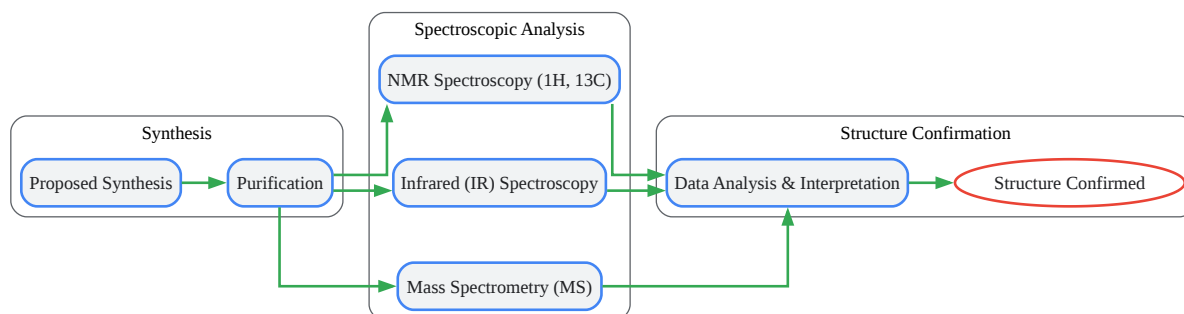 Synthesis
Proposed Synthesis
Purification
Spectroscopic Analysis
NMR Spectroscopy (1H, 13C)
Infrared (IR) Spectroscopy
Mass Spectrometry (MS)
Structure Confirmation
Data Analysis & Interpretation
Structure Confirmed